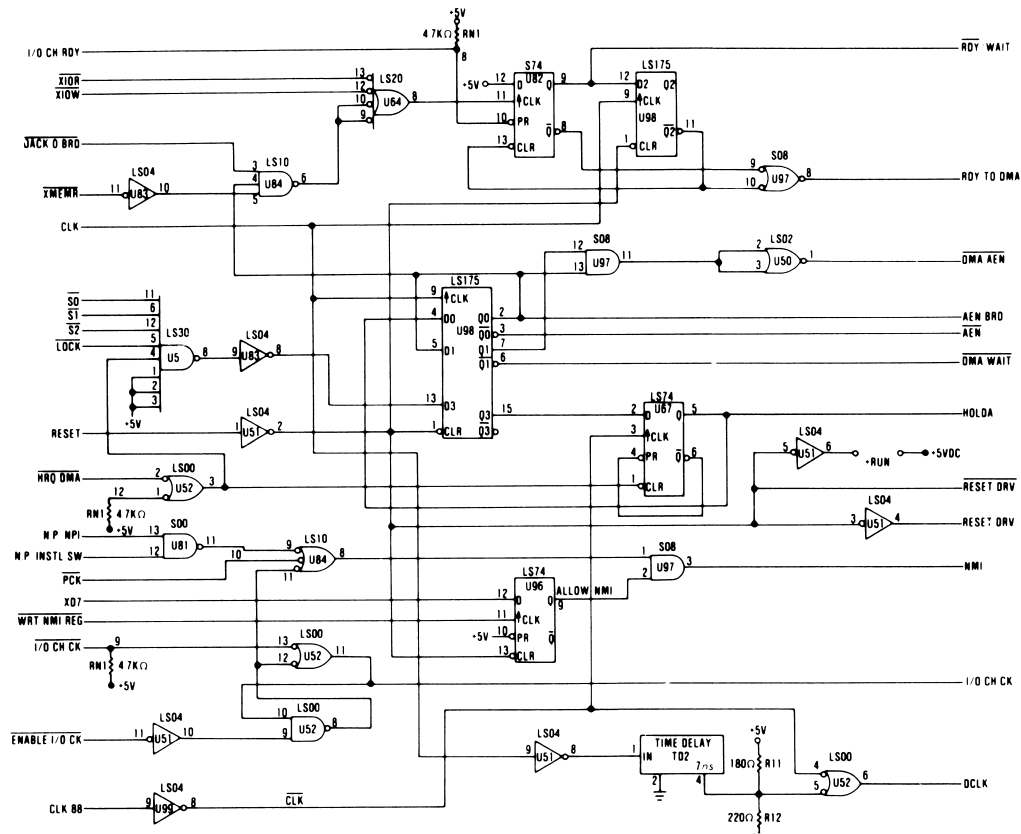 +5V
4.7KΩ RN1
8
I/O CH RDY
RDY WAIT
XIOR
XIOW
13
12
10
9
LS20
U64
8
+5V
S74
U82
12 D Q 9
11 CLK
10 PR
Q 8
13 CLR
LS175
12 D2 Q2
9 CLK
U98
Q2 11
1 CLR
JACK 0 BRD
LS10
3
4
5
U84
6
LS04
XMEMR
11
U83
10
S08
9
10
U97
8
RDY TO DMA
CLK
S08
12
13
U97
11
LS02
2
3
U50
1
DMA AEN
LS175
9 CLK
4 D0 Q0 2
U98
Q0 3
5 D1 Q1 7
Q1 6
13 D3
Q3 15
1 CLR Q3
AEN BRD
AEN
DMA WAIT
S0
S1
S2
LOCK
11
6
12
5
4
1
2
3
+5V
LS30
U5
8
LS04
9
U83
8
RESET
LS04
1
U51
2
LS74
U67
2 D Q 5
3 CLK
4 PR Q 6
1 CLR
HOLDA
LS04
5
U51
6
+RUN
+5VDC
RESET DRV
LS04
3
U51
4
RESET DRV
HRQ DMA
LS00
2
1
U52
3
12
RN1 4.7KΩ
+5V
N.P NPI
N.P INSTL SW
S00
13
12
U81
11
PCK
LS10
9
10
11
U84
8
S08
1
2
U97
3
NMI
XD7
WRT NMI REG
LS74
U96
12 D Q 9
ALLOW NMI
11 CLK
+5V
10 PR Q
13 CLR
I/O CH CK
9
RN1 4.7KΩ
+5V
LS00
13
12
U52
11
I/O CH CK
LS00
10
9
U52
8
ENABLE I/O CK
LS04
11
U51
10
LS04
9
U51
8
TIME DELAY
TD2
1 IN 7ns
2
4
+5V
180Ω R11
220Ω R12
LS00
4
5
U52
6
DCLK
CLK 88
LS04
9
U99
8
CLK